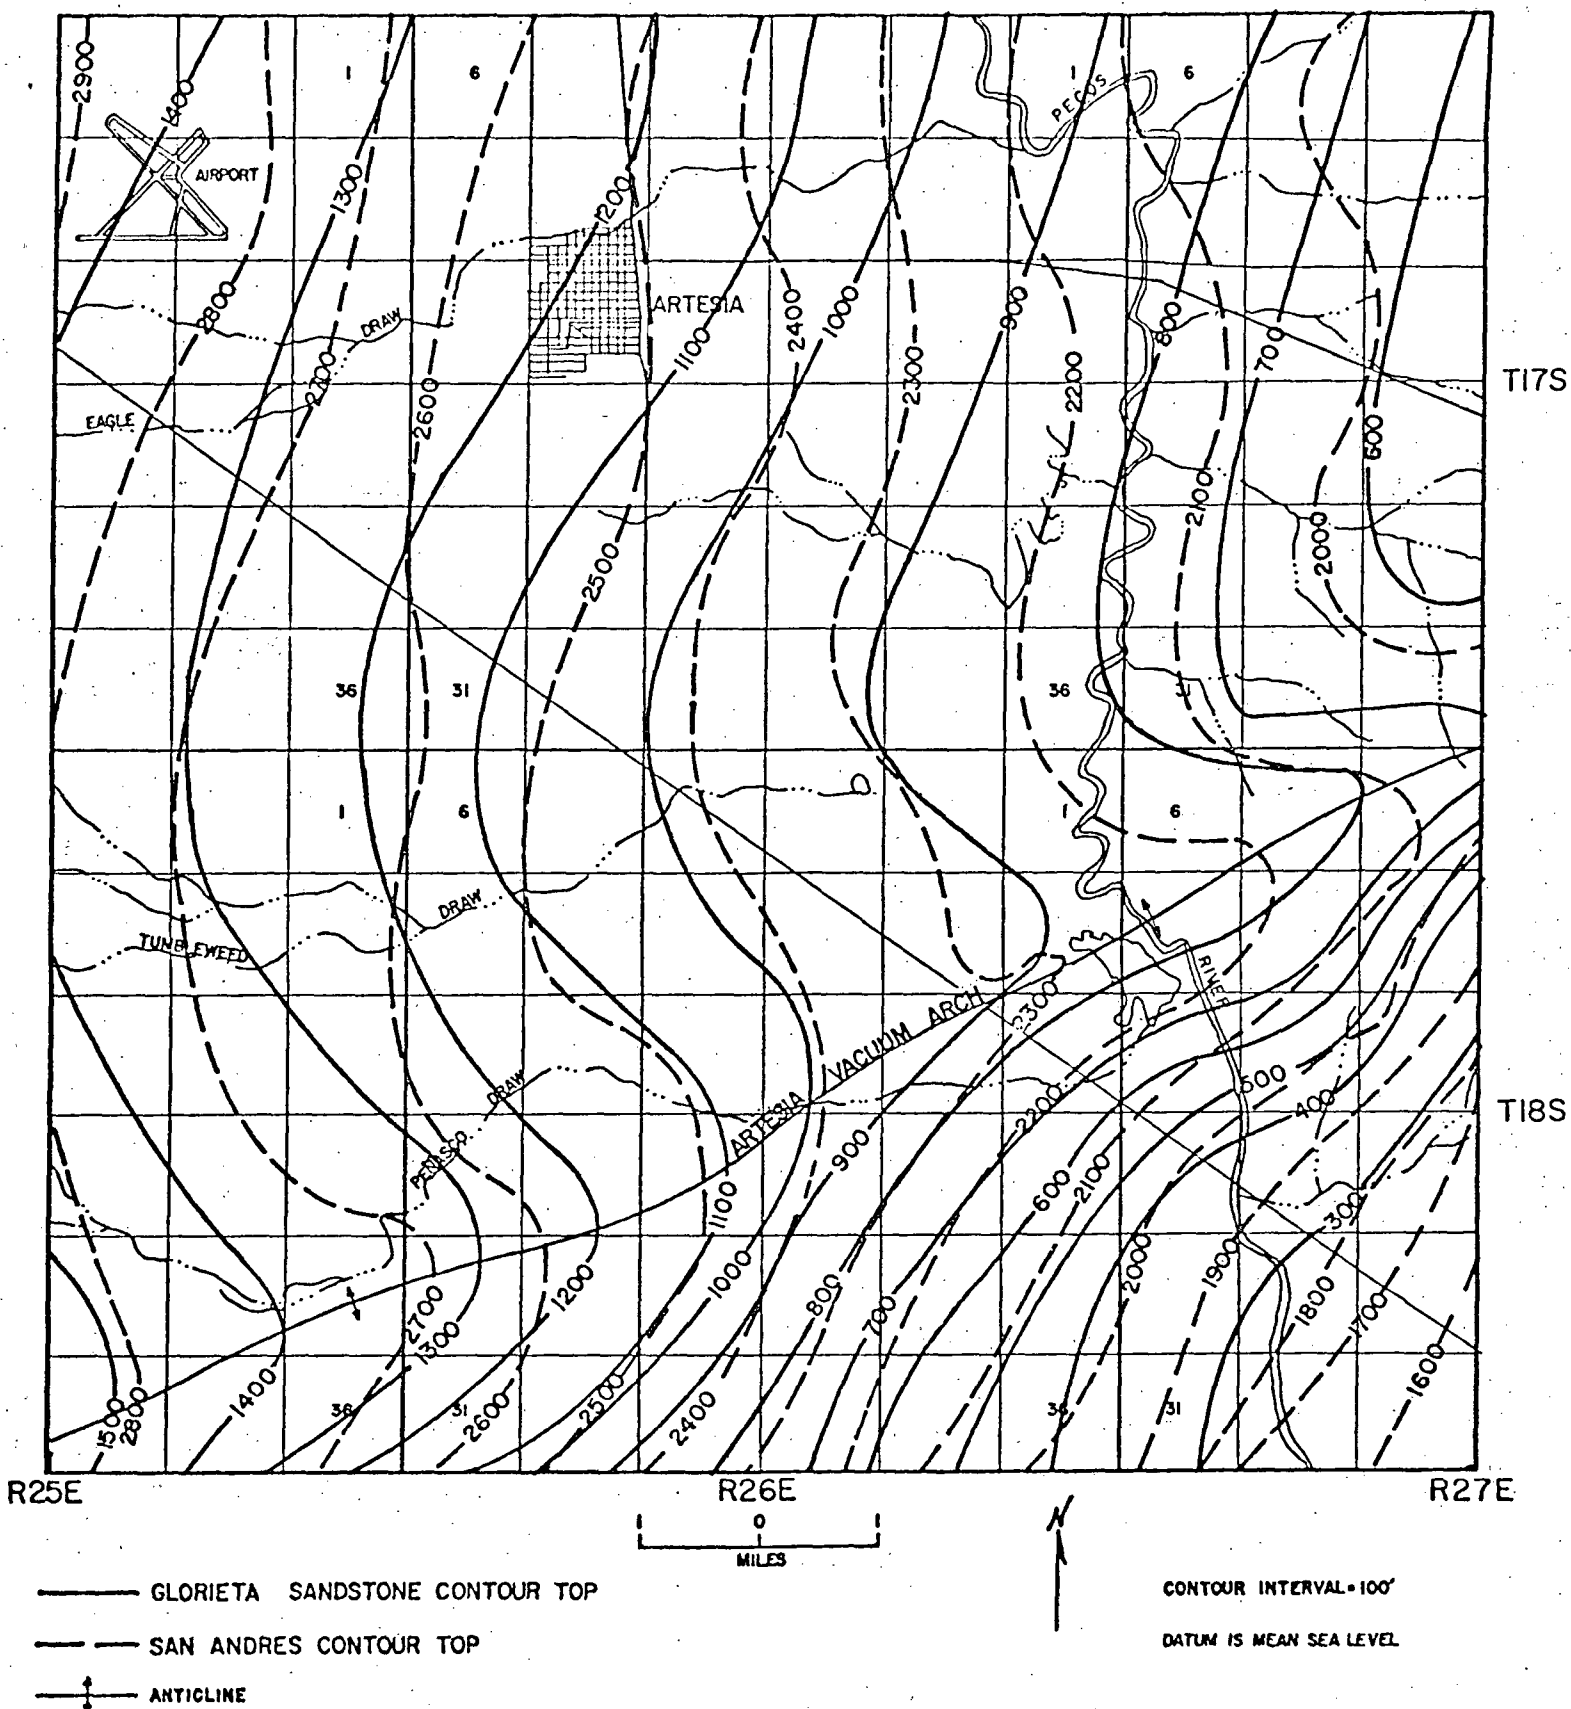 2900
1400
1
6
PECOS
1
6
AIRPORT
1300
1200
2800
DRAW
ARTESIA
2400
1000
900
800
1100
700
2700
2600
2300
2200
T17S
EAGLE
600
2100
2500
2000
36
31
36
31
1
6
1
6
DRAW
TUMBLEWEED
RIVER
ARTESIA VACUUM ARCH
2300
DRAW
500
400
2200
T18S
PENASCO
900
600
2100
1100
300
2000
1900
1000
1200
800
700
1800
1700
2700
1300
1600
1400
2500
2400
1500
2800
36
31
2600
36
31
R25E
R26E
R27E
1 0 1
MILES
N
GLORIETA SANDSTONE CONTOUR TOP
CONTOUR INTERVAL=100'
SAN ANDRES CONTOUR TOP
DATUM IS MEAN SEA LEVEL
ANTICLINE